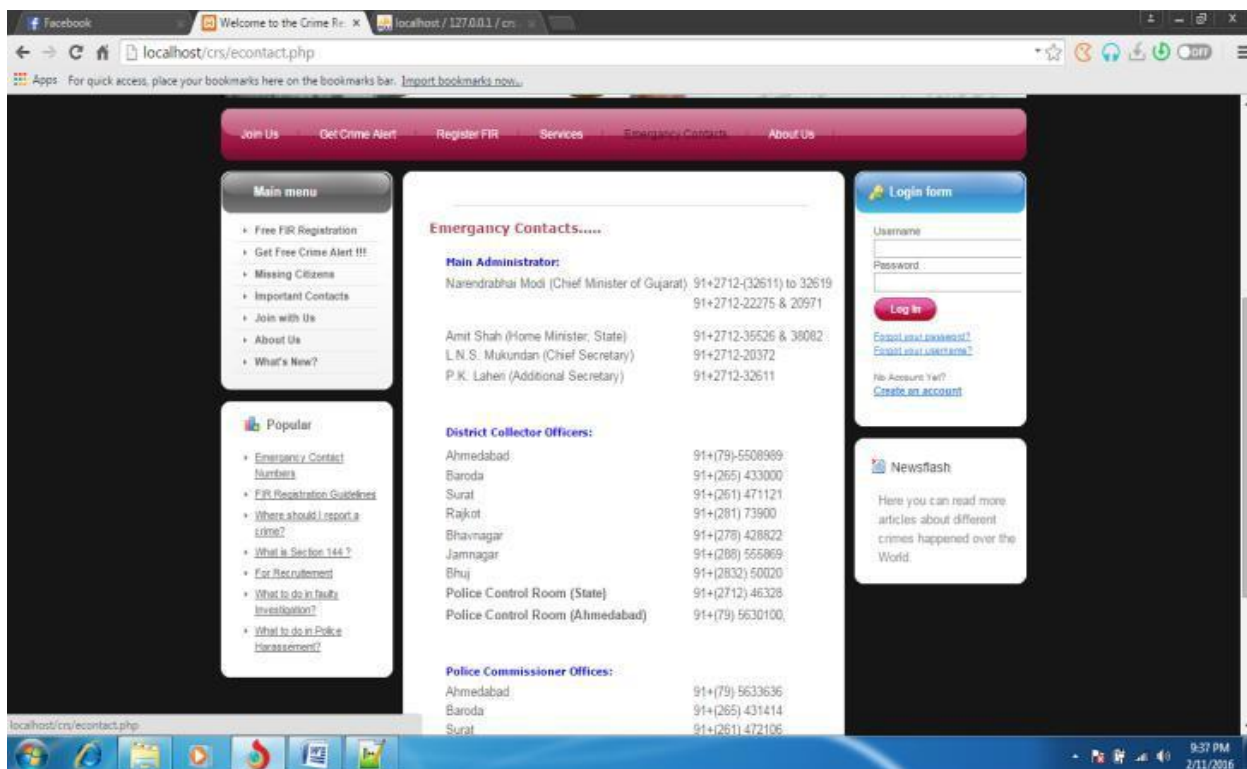 Facebook
Welcome to the Crime Re
localhost / 127.0.0.1 / crs
localhost/crs/econtact.php
OFF
Apps For quick access, place your bookmarks here on the bookmarks bar. Import bookmarks now...
Join Us Get Crime Alert Register FIR Services Emergancy Contacts About Us
Main menu
Free FIR Registration
Get Free Crime Alert !!!
Missing Citizens
Important Contacts
Join with Us
About Us
What's New?
Popular
Emergancy Contact
Numbers
FIR Registration Guidelines
Where should I report a
crime?
What is Section 144 ?
For Recruitement
What to do in faulty
Investigation?
What to do in Police
Harassement?
Emergancy Contacts.....
Main Administrator:
Narendrabhai Modi (Chief Minister of Gujarat) 91+2712-(32611) to 32619
91+2712-22275 & 20971
Amit Shah (Home Minister, State) 91+2712-35526 & 38082
L.N.S. Mukundan (Chief Secretary) 91+2712-20372
P.K. Laheri (Additional Secretary) 91+2712-32611
District Collector Officers:
Ahmedabad 91+(79)-5508989
Baroda 91+(265) 433000
Surat 91+(261) 471121
Rajkot 91+(281) 73900
Bhavnagar 91+(278) 428822
Jamnagar 91+(288) 555869
Bhuj 91+(2832) 50020
Police Control Room (State) 91+(2712) 46328
Police Control Room (Ahmedabad) 91+(79) 5630100,
Police Commissioner Offices:
Ahmedabad 91+(79) 5633636
Baroda 91+(265) 431414
Surat 91+(261) 472106
Login form
Username
Password
Log In
Forgot your password?
Forgot your username?
No Account Yet?
Create an account
Newsflash
Here you can read more
articles about different
crimes happened over the
World.
localhost/crs/econtact.php
9:37 PM
2/11/2016